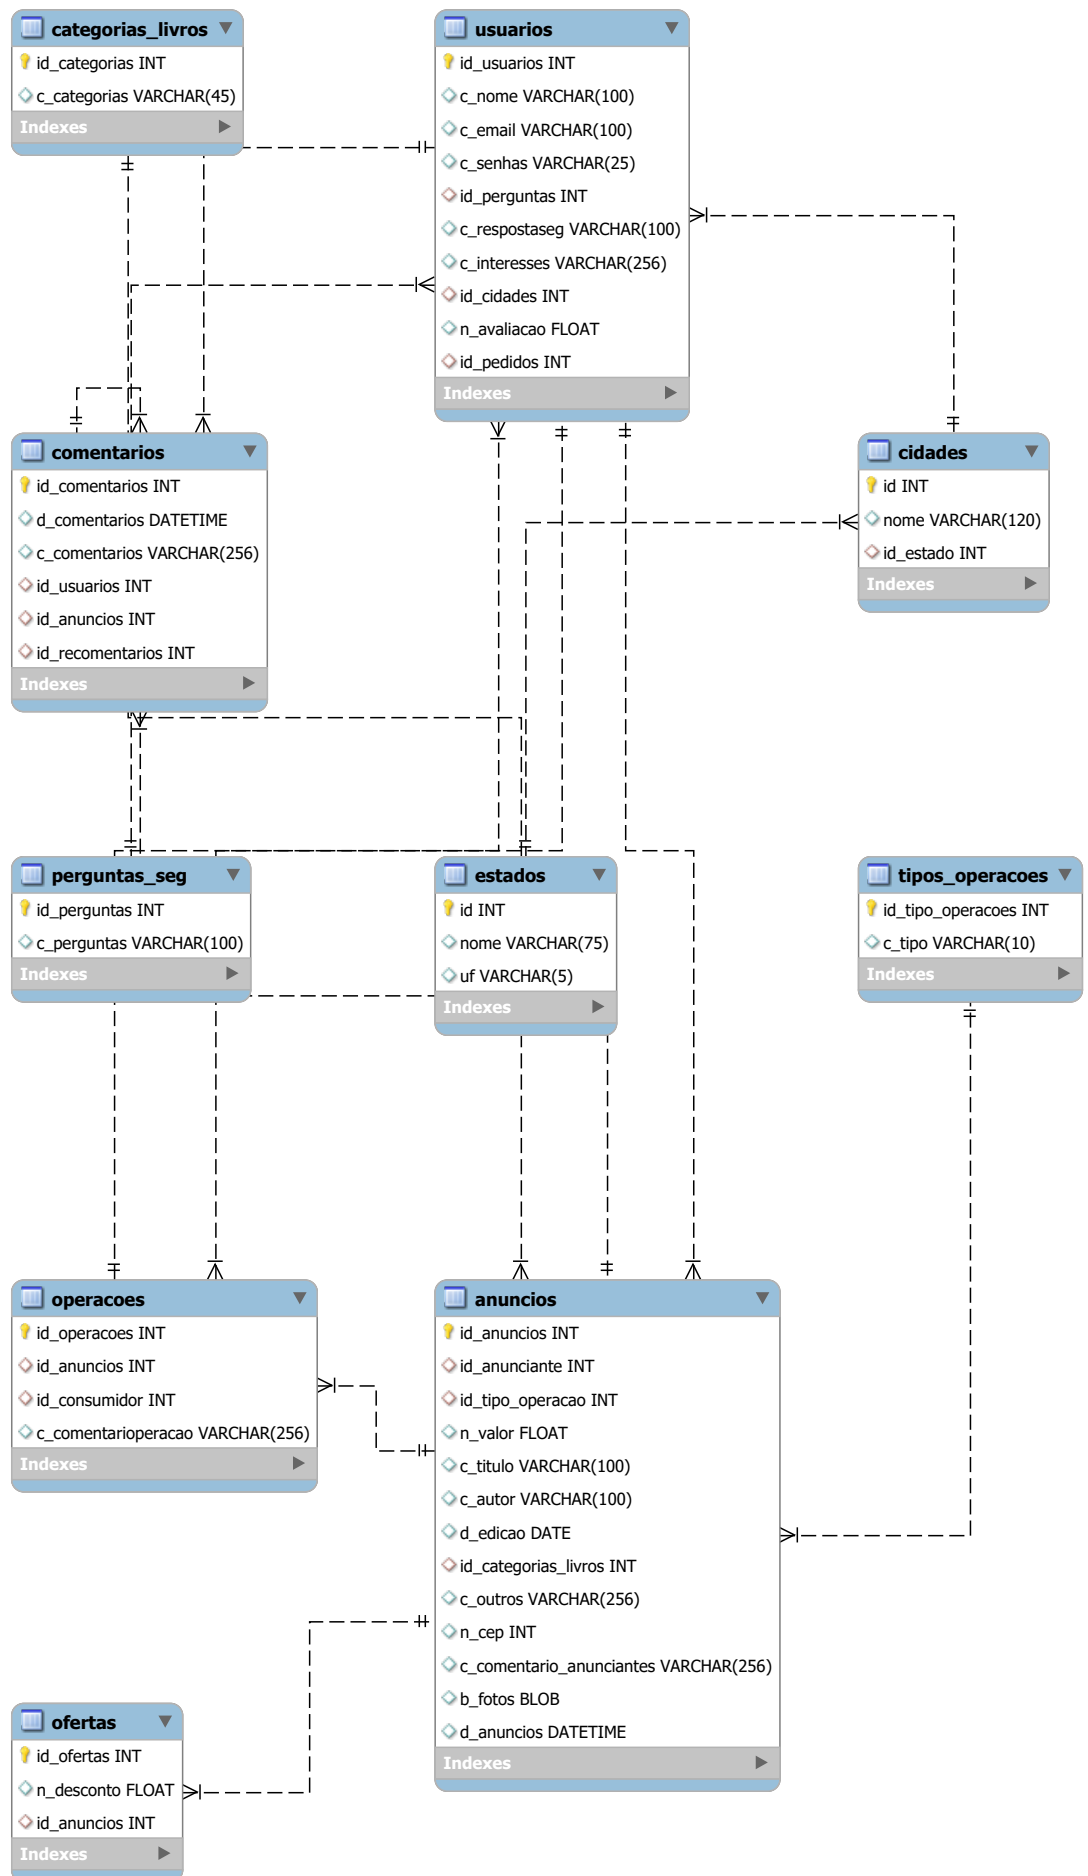 categorias_livros
id_categorias INT
c_categorias VARCHAR(45)
Indexes
usuarios
id_usuarios INT
c_nome VARCHAR(100)
c_email VARCHAR(100)
c_senhas VARCHAR(25)
id_perguntas INT
c_respostaseg VARCHAR(100)
c_interesses VARCHAR(256)
id_cidades INT
n_avaliacao FLOAT
id_pedidos INT
Indexes
comentarios
id_comentarios INT
d_comentarios DATETIME
c_comentarios VARCHAR(256)
id_usuarios INT
id_anuncios INT
id_recomentarios INT
Indexes
cidades
id INT
nome VARCHAR(120)
id_estado INT
Indexes
perguntas_seg
id_perguntas INT
c_perguntas VARCHAR(100)
Indexes
estados
id INT
nome VARCHAR(75)
uf VARCHAR(5)
Indexes
tipos_operacoes
id_tipo_operacoes INT
c_tipo VARCHAR(10)
Indexes
operacoes
id_operacoes INT
id_anuncios INT
id_consumidor INT
c_comentarioperacao VARCHAR(256)
Indexes
anuncios
id_anuncios INT
id_anunciante INT
id_tipo_operacao INT
n_valor FLOAT
c_titulo VARCHAR(100)
c_autor VARCHAR(100)
d_edicao DATE
id_categorias_livros INT
c_outros VARCHAR(256)
n_cep INT
c_comentario_anunciantes VARCHAR(256)
b_fotos BLOB
d_anuncios DATETIME
Indexes
ofertas
id_ofertas INT
n_desconto FLOAT
id_anuncios INT
Indexes